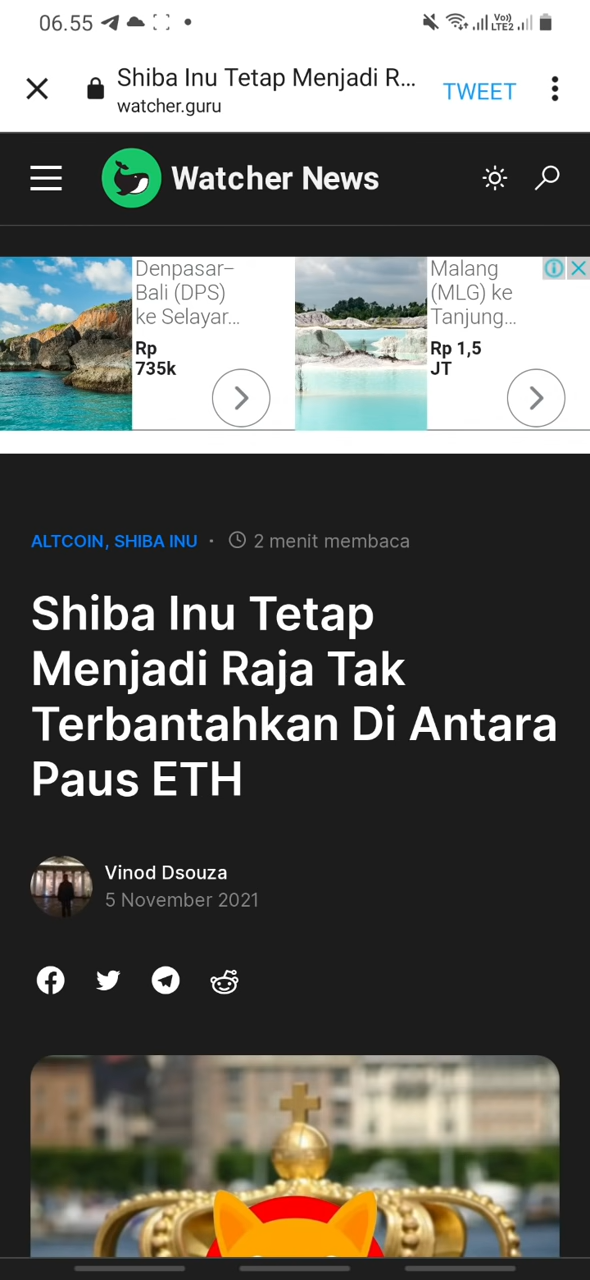 06.55
Vo))
LTE2
Shiba Inu Tetap Menjadi R...
watcher.guru
TWEET
Watcher News
Denpasar–
Bali (DPS)
ke Selayar...
Rp
735k
Malang
(MLG) ke
Tanjung...
Rp 1,5
JT
ALTCOIN, SHIBA INU · 2 menit membaca
Shiba Inu Tetap
Menjadi Raja Tak
Terbantahkan Di Antara
Paus ETH
Vinod Dsouza
5 November 2021